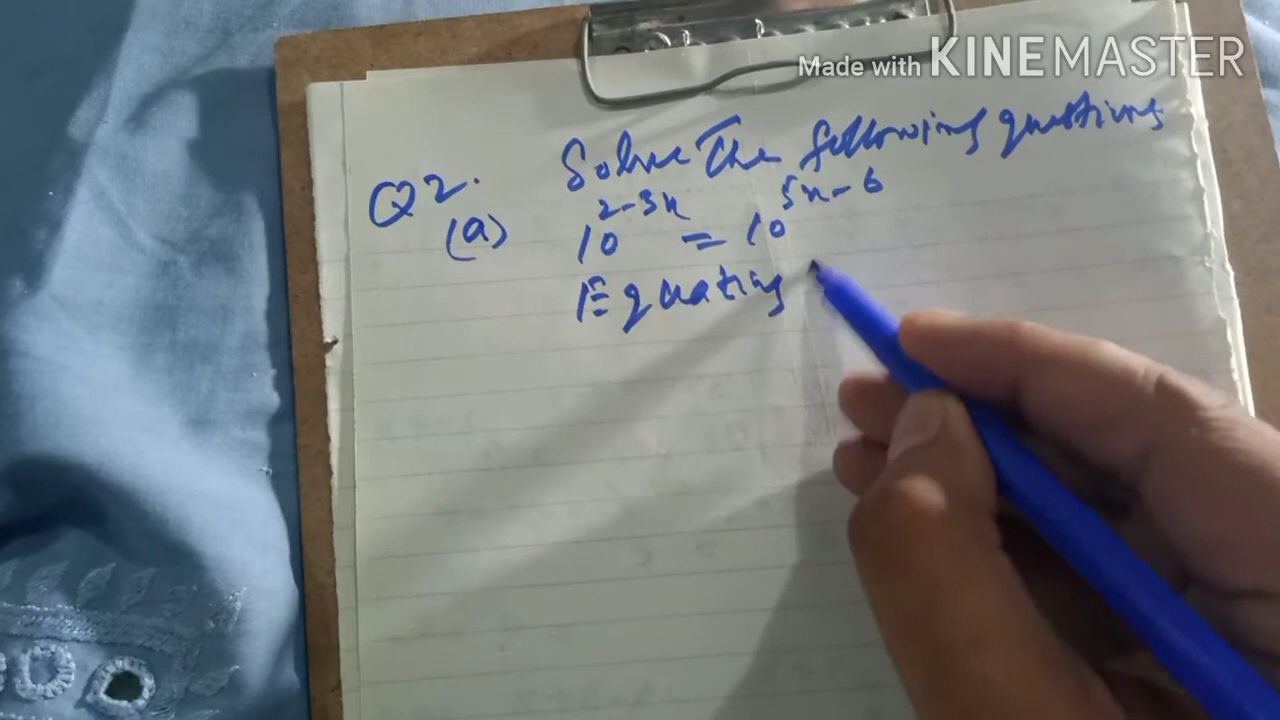 Made with KINEMASTER
Q2. Solve The following questions
(a) 10^{2-3x} = 10^{5x-6}
Equating